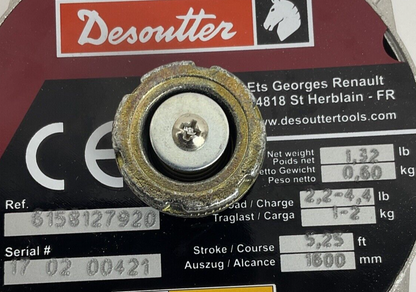 Desoutter
Ets Georges Renault
4818 St Herblain - FR
www.desouttertools.com
CE
Net weight 1,32 lb
Poids net
etto Gewicht 0,60 kg
Peso netto
Ref. Load / Charge 2,2-4,4 lb
6158127920 Traglast / Carga 1-2 kg
Serial # Stroke / Course 5,25 ft
17 02 00421 Auszug / Alcance 1600 mm